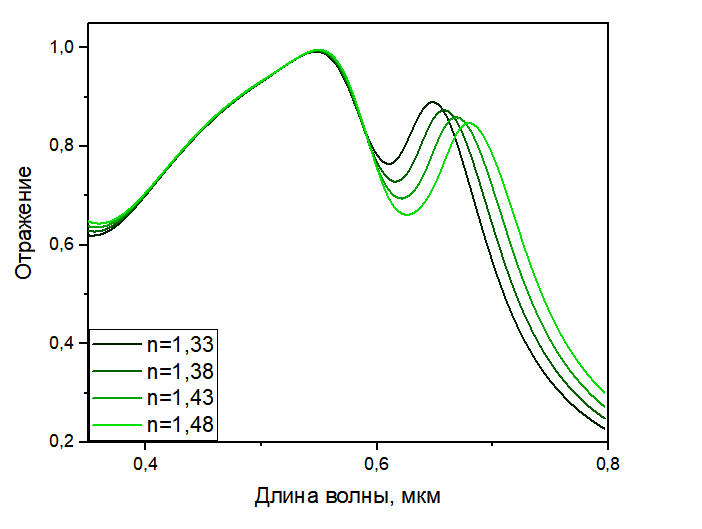 1,0
0,8
0,6
0,4
0,2
Отражение
n=1,33
n=1,38
n=1,43
n=1,48
0,4 0,6 0,8
Длина волны, мкм